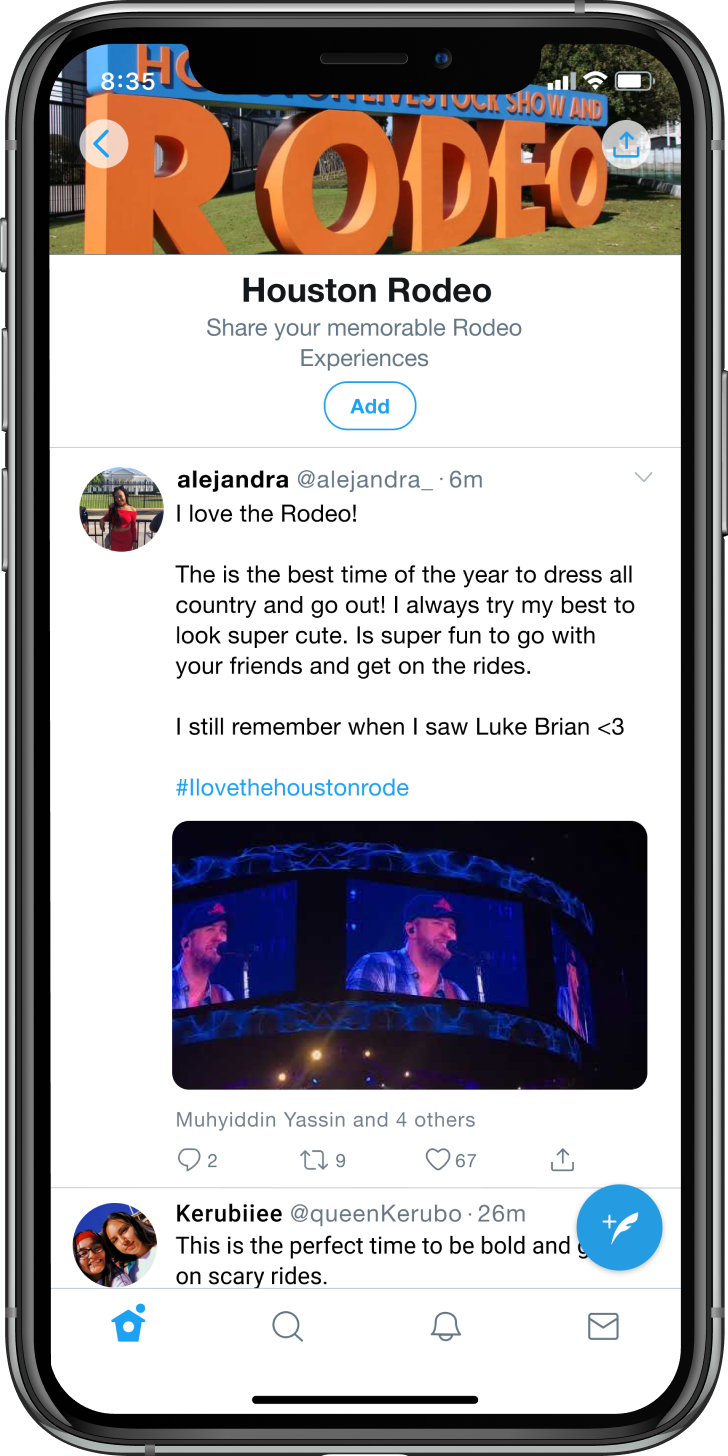 8:35
LIVESTOCK SHOW AND
RODEO
Houston Rodeo
Share your memorable Rodeo
Experiences
Add
alejandra @alejandra_ · 6m
I love the Rodeo!
The is the best time of the year to dress all
country and go out! I always try my best to
look super cute. Is super fun to go with
your friends and get on the rides.
I still remember when I saw Luke Brian <3
#Ilovethehoustonrode
Muhyiddin Yassin and 4 others
2 9 67
Kerubiiee @queenKerubo · 26m
This is the perfect time to be bold and
on scary rides.